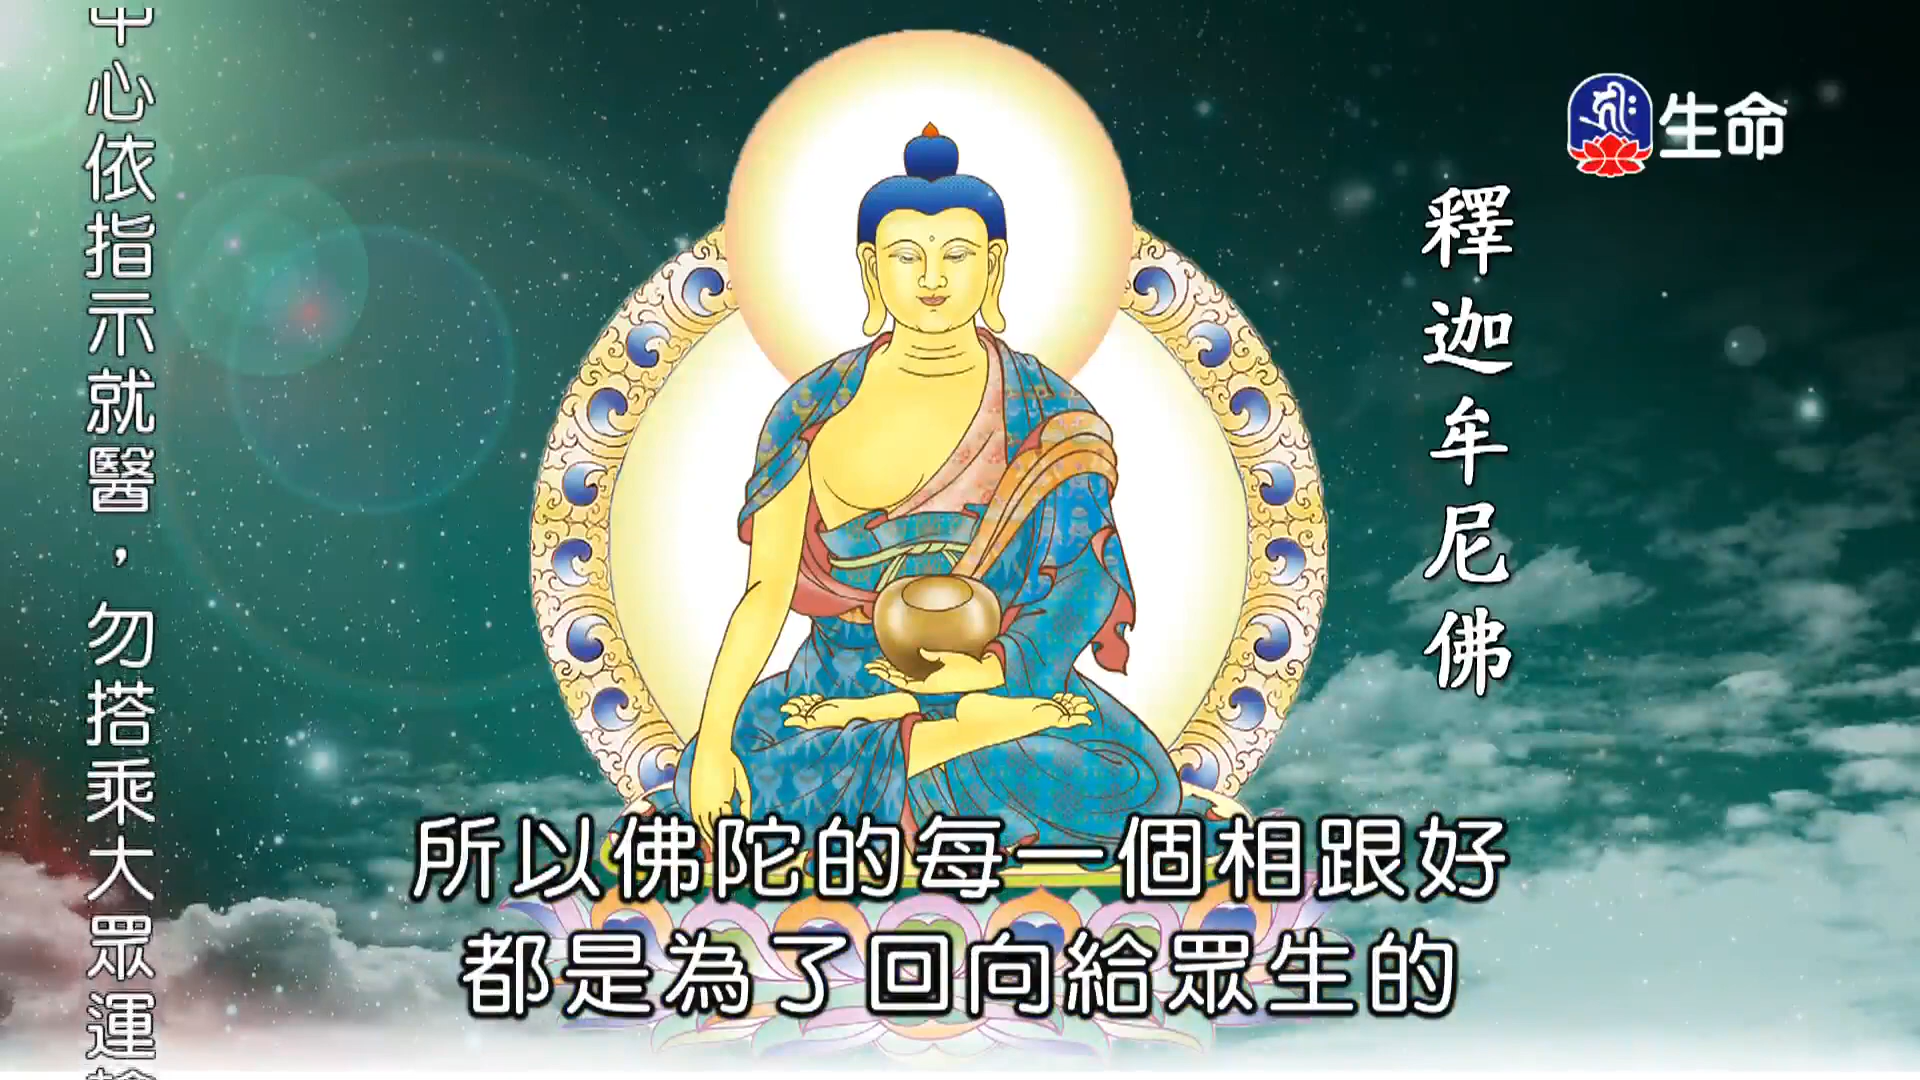 生命
釋迦牟尼佛
中心依指示就醫，勿搭乘大眾運輸
所以佛陀的每一個相跟好
都是為了回向給眾生的